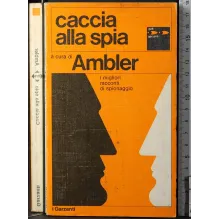 caccia
alla spia
a cura di
Ambler
i migliori
racconti
di spionaggio
Garzanti